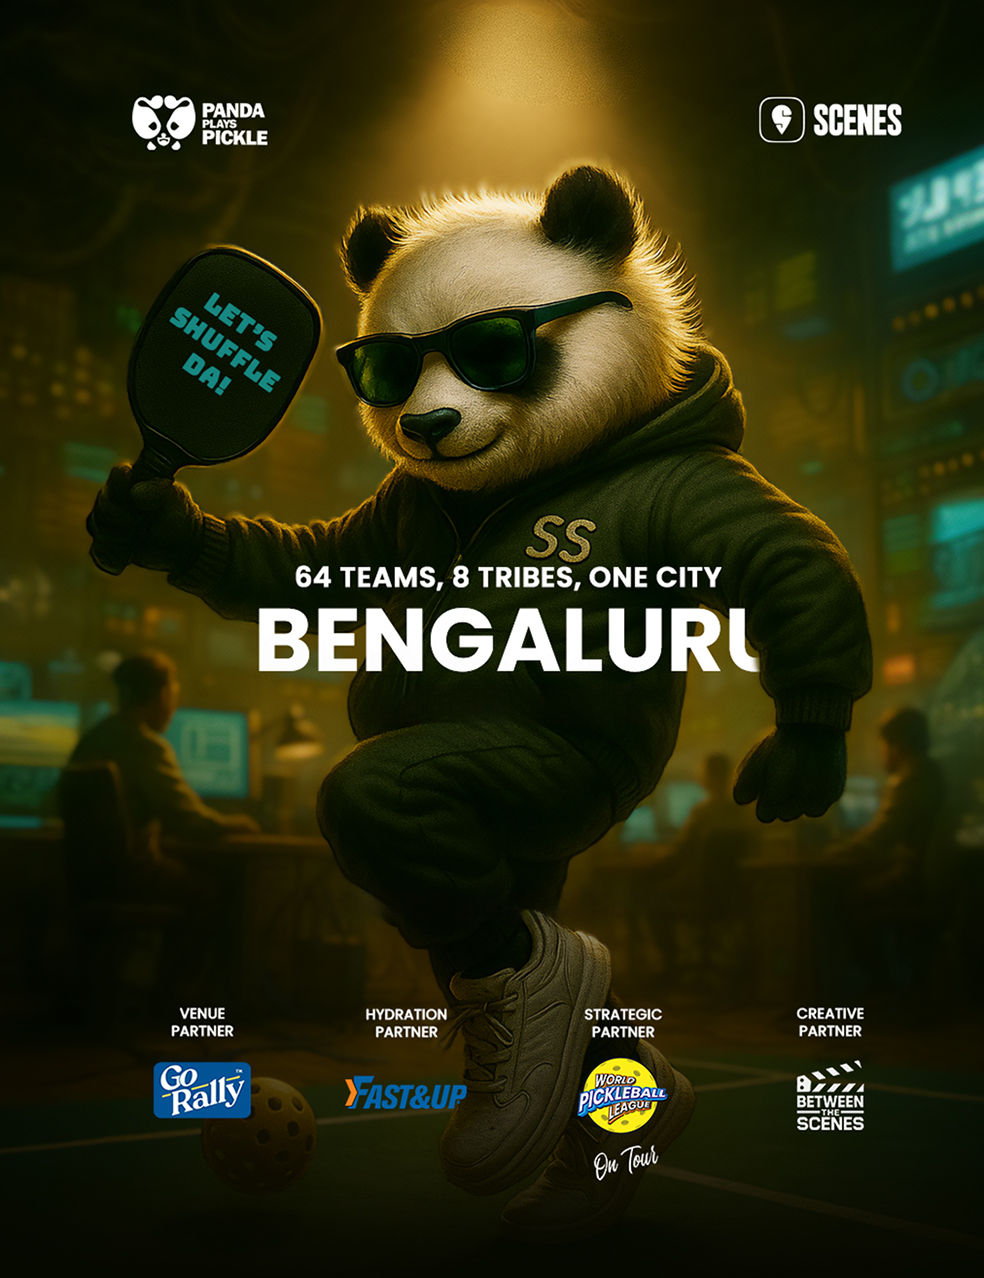 PANDA
PLAYS
PICKLE
SCENES
LET'S
SHUFFLE
DA!
SS
64 TEAMS, 8 TRIBES, ONE CITY
BENGALURU
VENUE
PARTNER
HYDRATION
PARTNER
STRATEGIC
PARTNER
CREATIVE
PARTNER
Go
Rally™
FAST&UP
WORLD
PICKLEBALL
LEAGUE
On Tour
BETWEEN
THE
SCENES